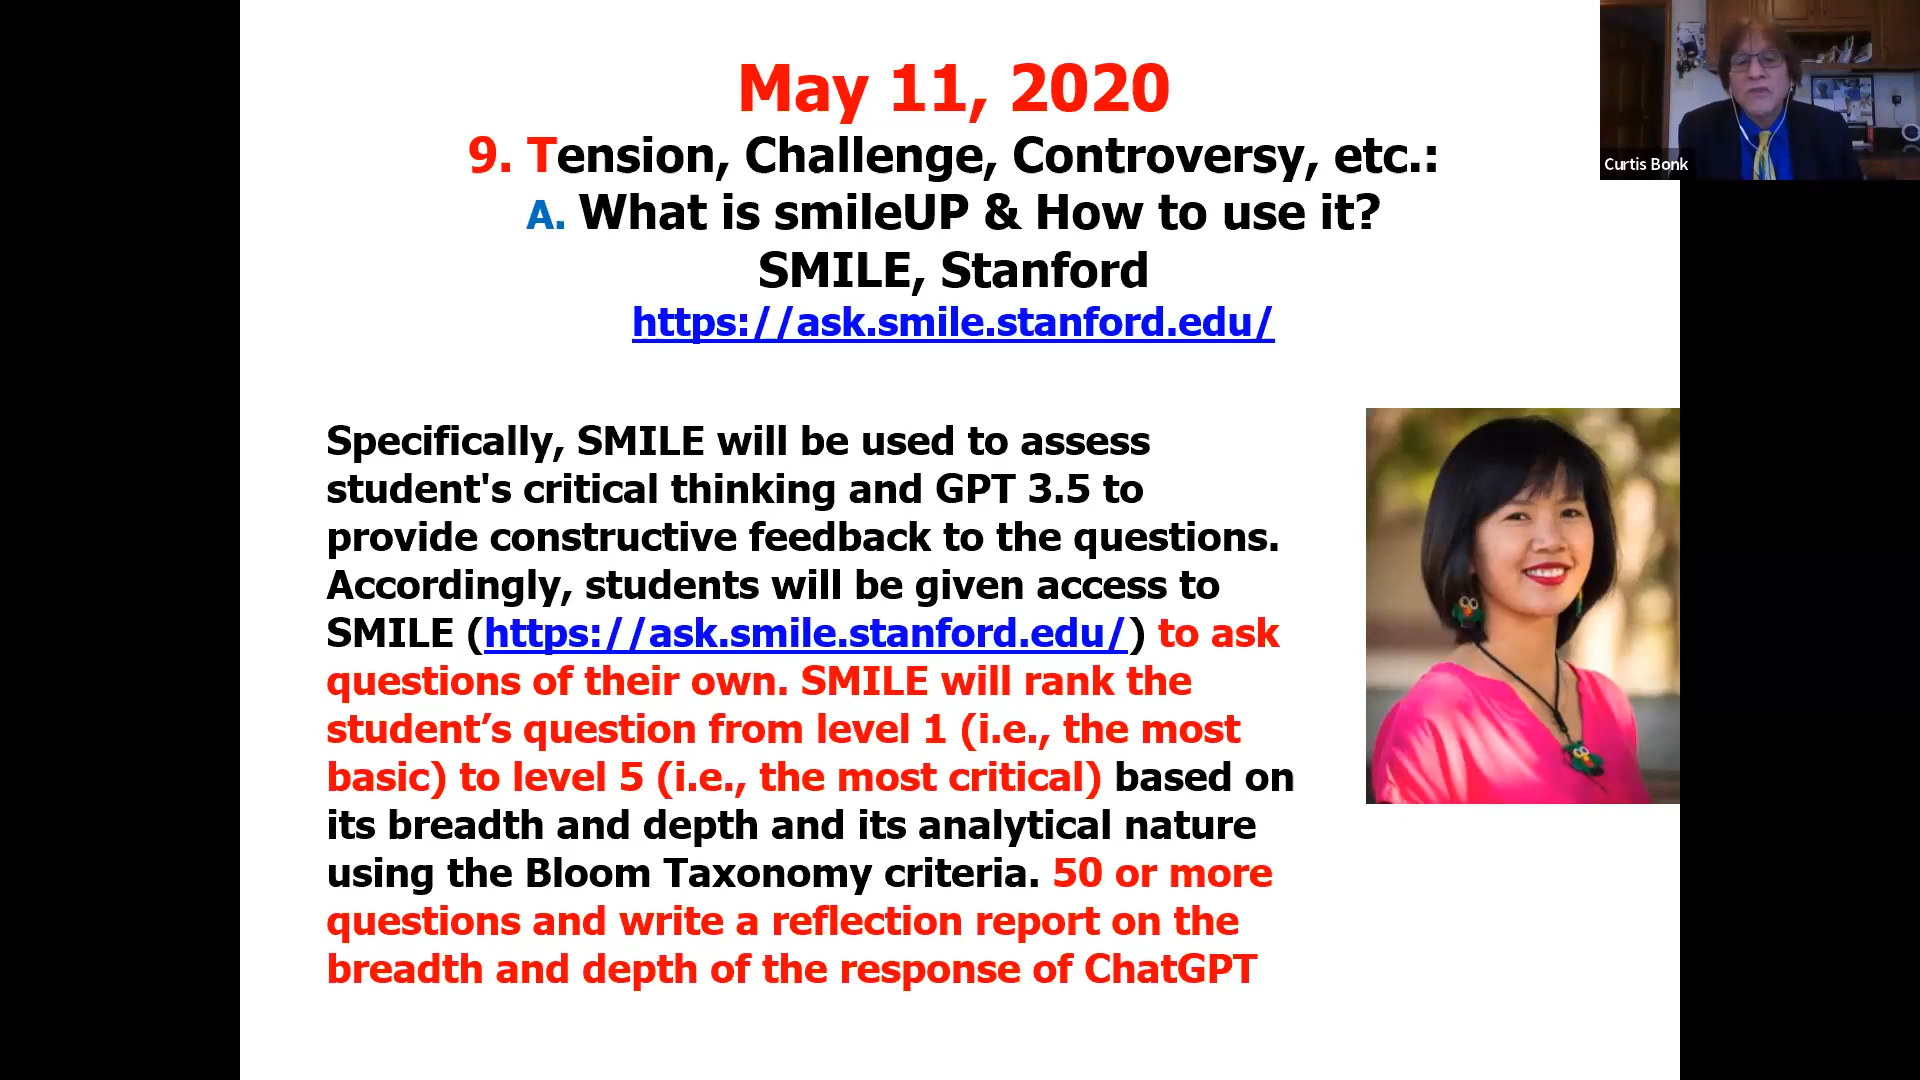 May 11, 2020
9. Tension, Challenge, Controversy, etc.:
A. What is smileUP & How to use it?
SMILE, Stanford
https://ask.smile.stanford.edu/
Specifically, SMILE will be used to assess
student's critical thinking and GPT 3.5 to
provide constructive feedback to the questions.
Accordingly, students will be given access to
SMILE (https://ask.smile.stanford.edu/) to ask
questions of their own. SMILE will rank the
student’s question from level 1 (i.e., the most
basic) to level 5 (i.e., the most critical) based on
its breadth and depth and its analytical nature
using the Bloom Taxonomy criteria. 50 or more
questions and write a reflection report on the
breadth and depth of the response of ChatGPT
Curtis Bonk